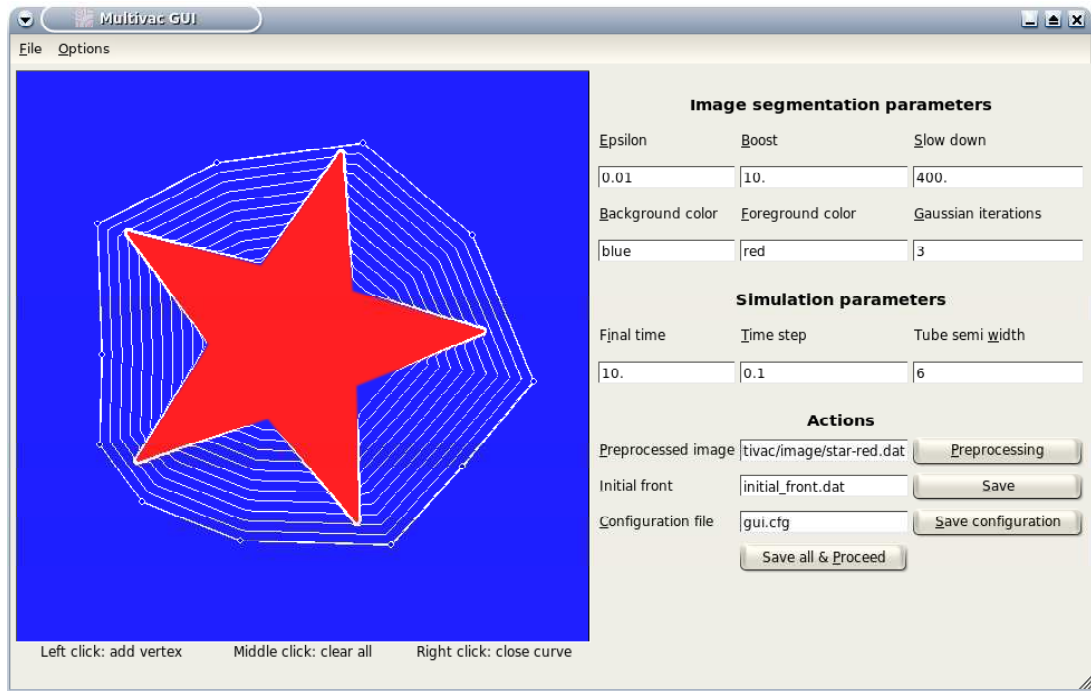 Multivac GUI
File Options
Image segmentation parameters
Epsilon Boost Slow down
0.01 10. 400.
Background color Foreground color Gaussian iterations
blue red 3
Simulation parameters
Final time Time step Tube semi width
10. 0.1 6
Actions
Preprocessed image tivac/image/star-red.dat Preprocessing
Initial front initial_front.dat Save
Configuration file gui.cfg Save configuration
Save all & Proceed
Left click: add vertex Middle click: clear all Right click: close curve